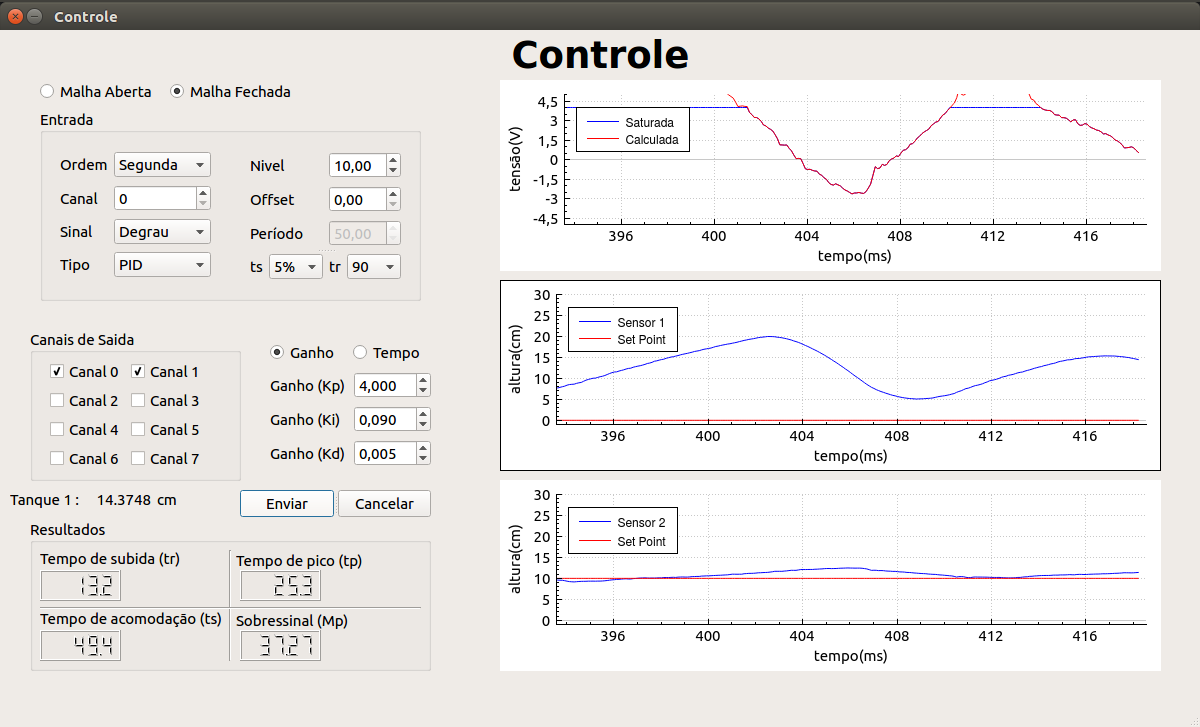 Controle
Controle
Malha Aberta Malha Fechada
Entrada
Ordem Segunda Nivel 10,00
Canal 0 Offset 0,00
Sinal Degrau Período 50,00
Tipo PID ts 5% tr 90
Canais de Saida
Canal 0 Canal 1
Canal 2 Canal 3
Canal 4 Canal 5
Canal 6 Canal 7
Ganho Tempo
Ganho (Kp) 4,000
Ganho (Ki) 0,090
Ganho (Kd) 0,005
Tanque 1 : 14.3748 cm
Enviar Cancelar
Resultados
Tempo de subida (tr) Tempo de pico (tp)
13.2 25.3
Tempo de acomodação (ts) Sobressinal (Mp)
49.4 37.27
tensão(V)
4,5
3
1,5
0
-1,5
-3
-4,5
Saturada
Calculada
396 400 404 408 412 416
tempo(ms)
altura(cm)
30
25
20
15
10
5
0
Sensor 1
Set Point
396 400 404 408 412 416
tempo(ms)
altura(cm)
30
25
20
15
10
5
0
Sensor 2
Set Point
396 400 404 408 412 416
tempo(ms)